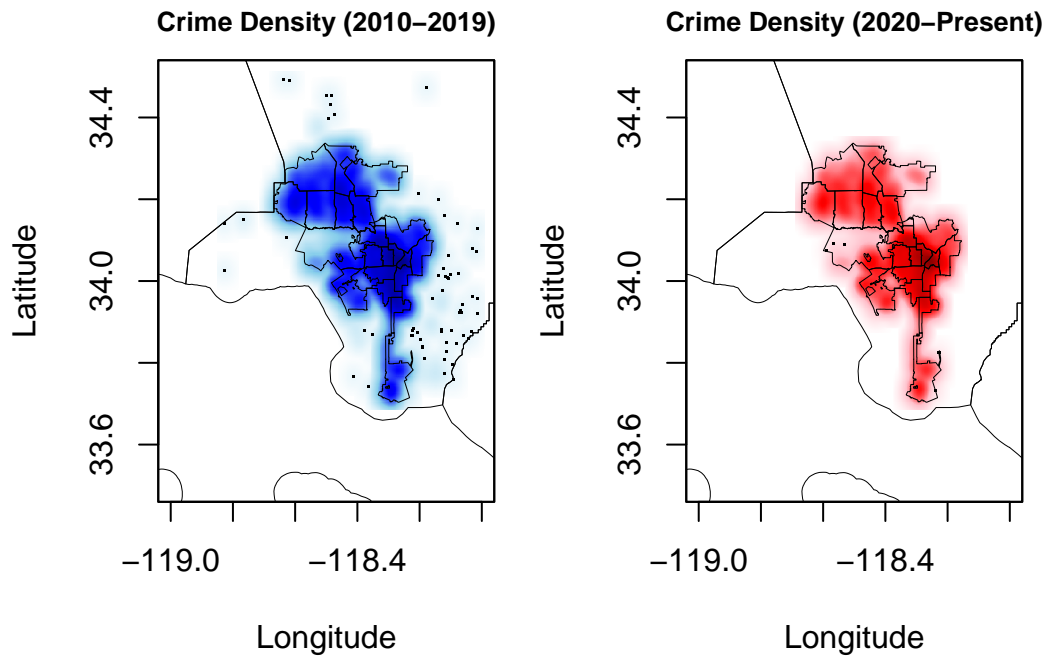 Crime Density (2010−2019)
Latitude
34.4
34.0
33.6
−119.0
−118.4
Longitude
Crime Density (2020−Present)
Latitude
34.4
34.0
33.6
−119.0
−118.4
Longitude